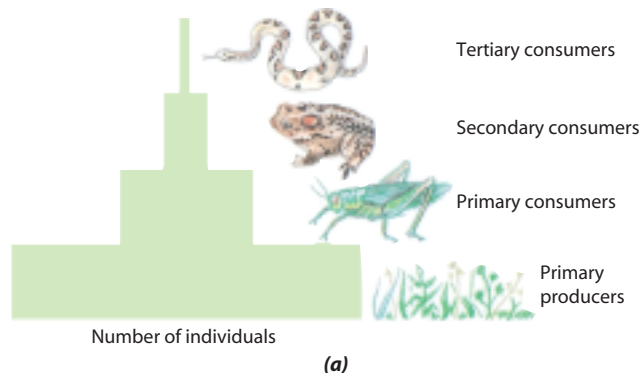 Tertiary consumers
Secondary consumers
Primary consumers
Primary
producers
Number of individuals
(a)